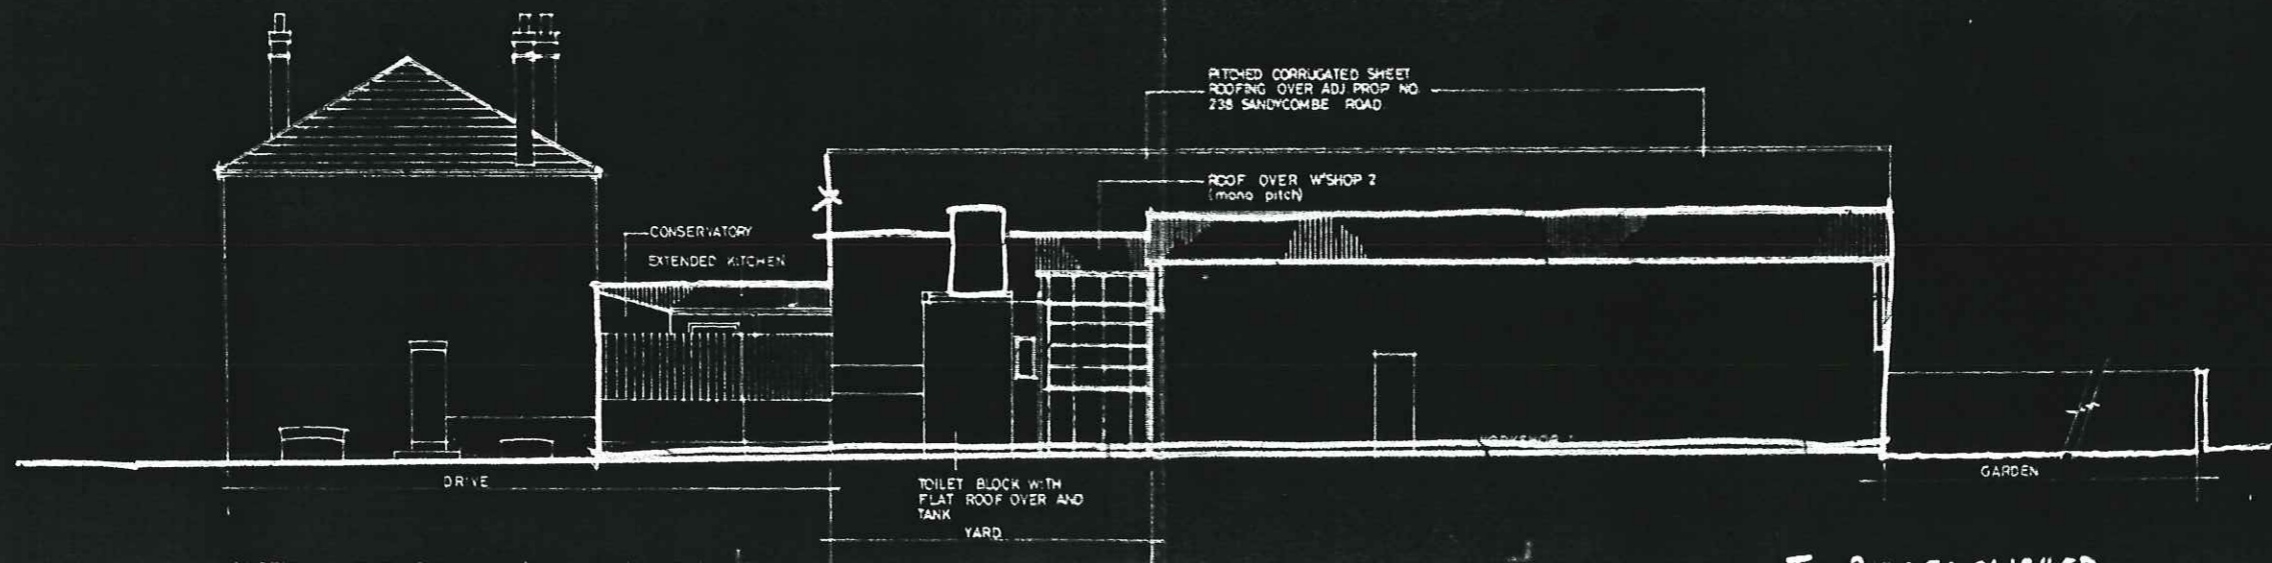 PITCHED CORRUGATED SHEET
ROOFING OVER ADJ. PROP NO.
238 SANDYCOMBE ROAD.
ROOF OVER W'SHOP 2
(mono pitch)
CONSERVATORY
EXTENDED KITCHEN
WORKSHOP 1
DRIVE
TOILET BLOCK WITH
FLAT ROOF OVER AND
TANK
YARD
GARDEN